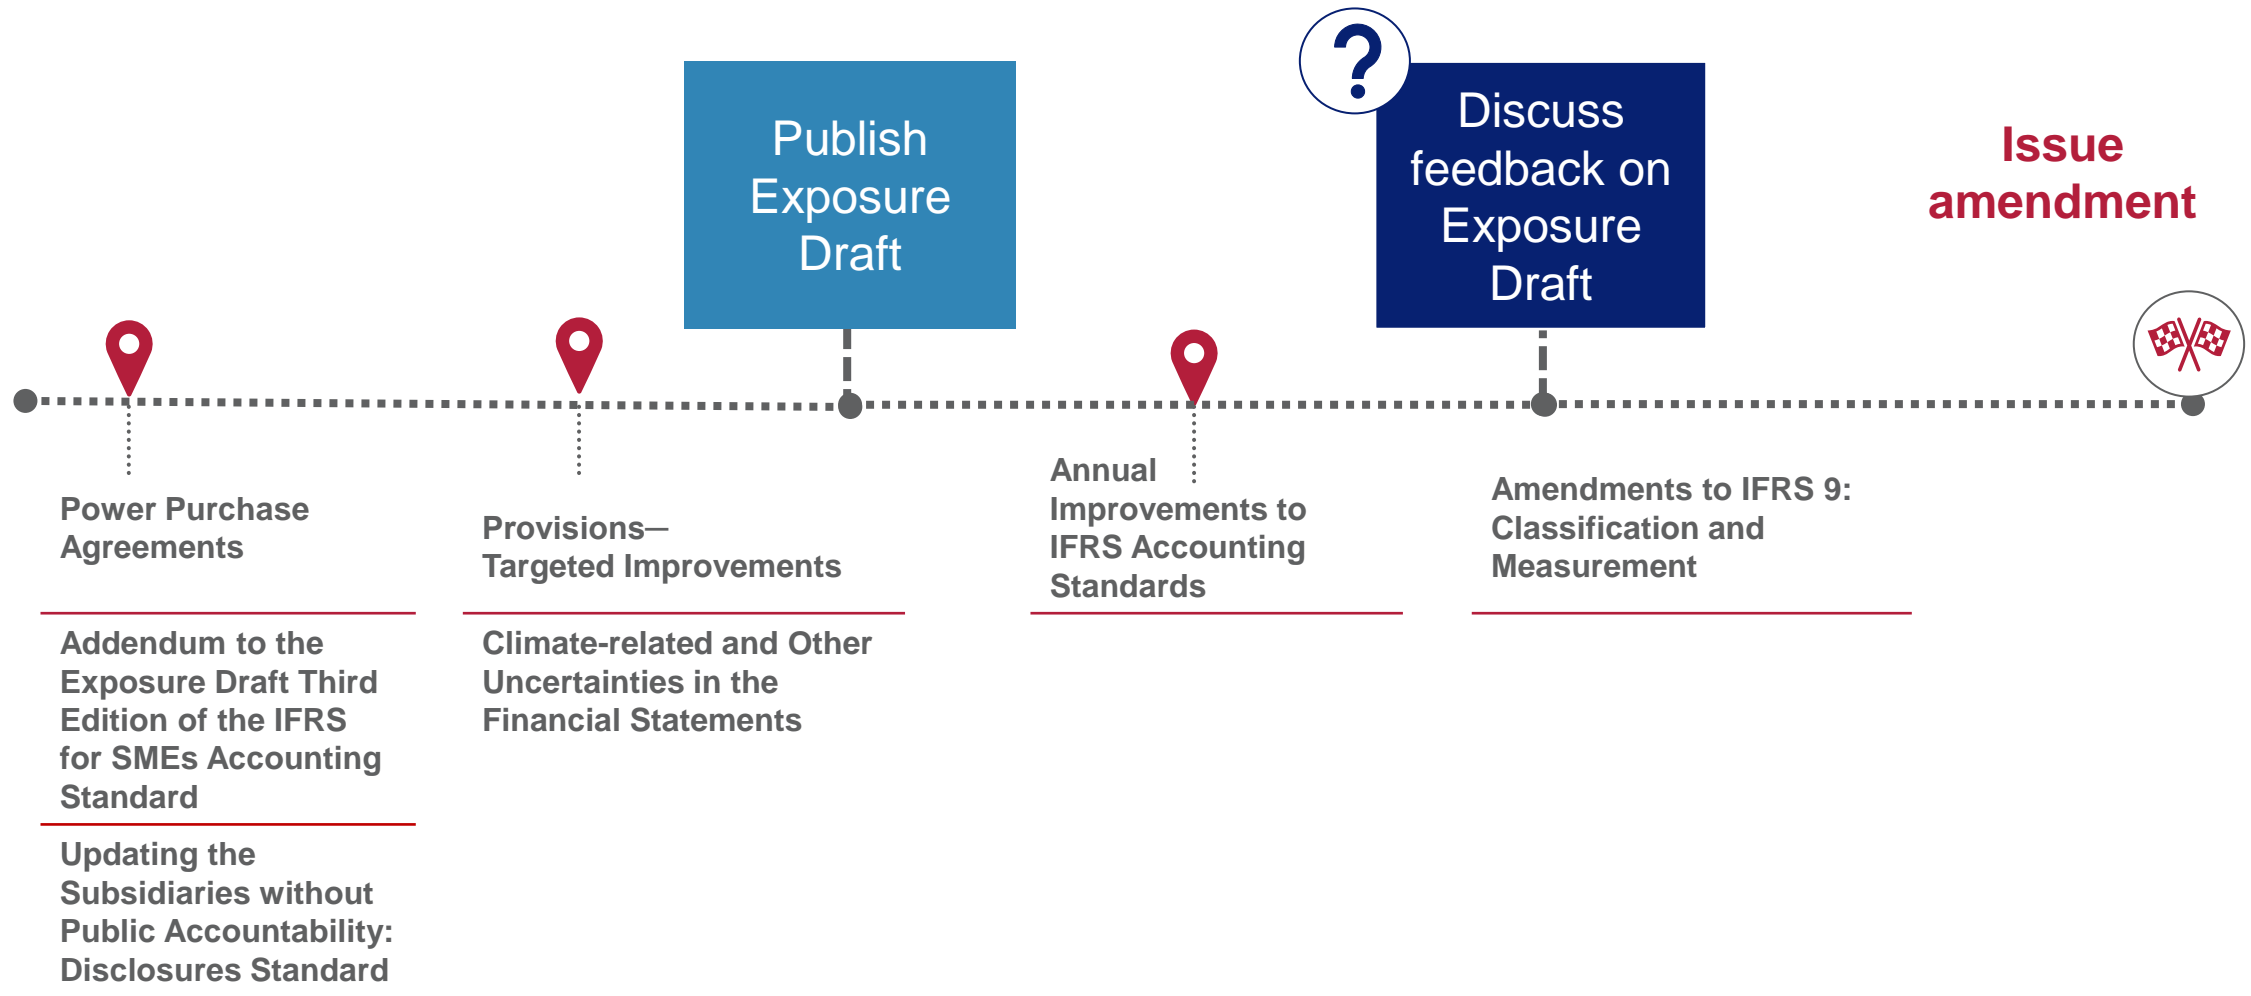 Publish
Exposure
Draft
?
Discuss
feedback on
Exposure
Draft
Issue
amendment
Power Purchase
Agreements
Addendum to the
Exposure Draft Third
Edition of the IFRS
for SMEs Accounting
Standard
Updating the
Subsidiaries without
Public Accountability:
Disclosures Standard
Provisions—
Targeted Improvements
Climate-related and Other
Uncertainties in the
Financial Statements
Annual
Improvements to
IFRS Accounting
Standards
Amendments to IFRS 9:
Classification and
Measurement